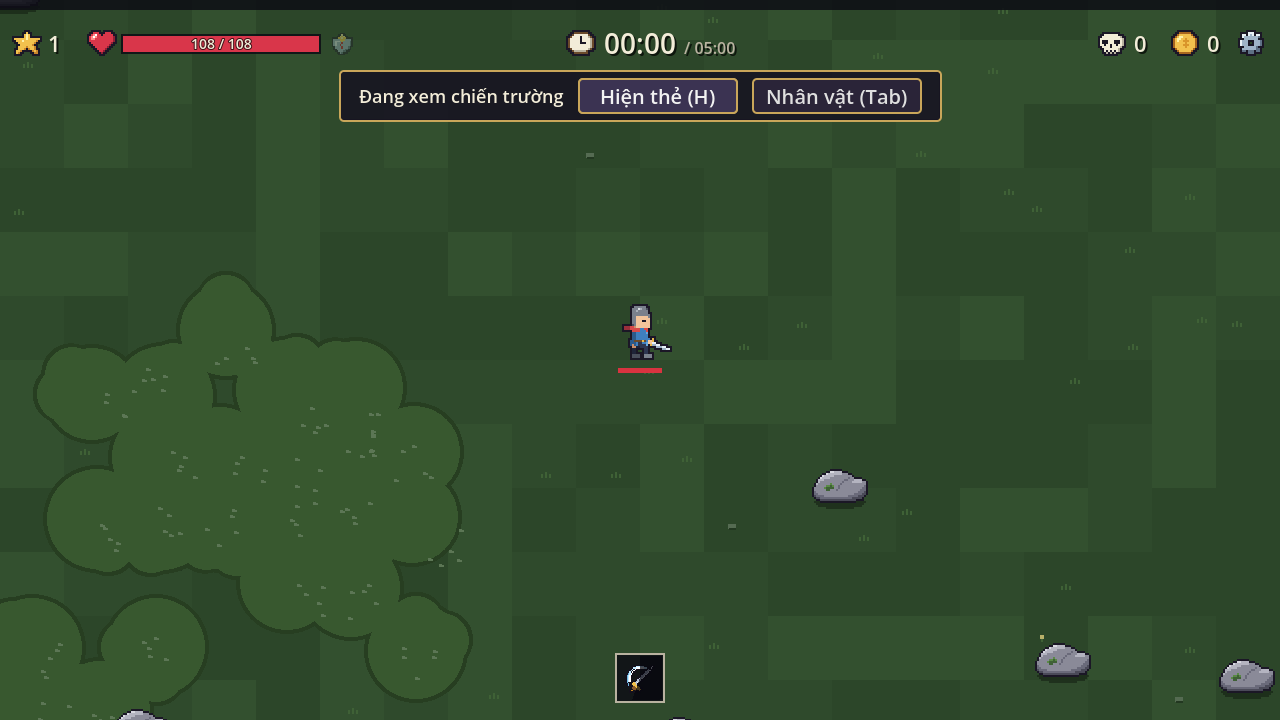 1
108 / 108
00:00 / 05:00
0
0
Đang xem chiến trường
Hiện thẻ (H)
Nhân vật (Tab)